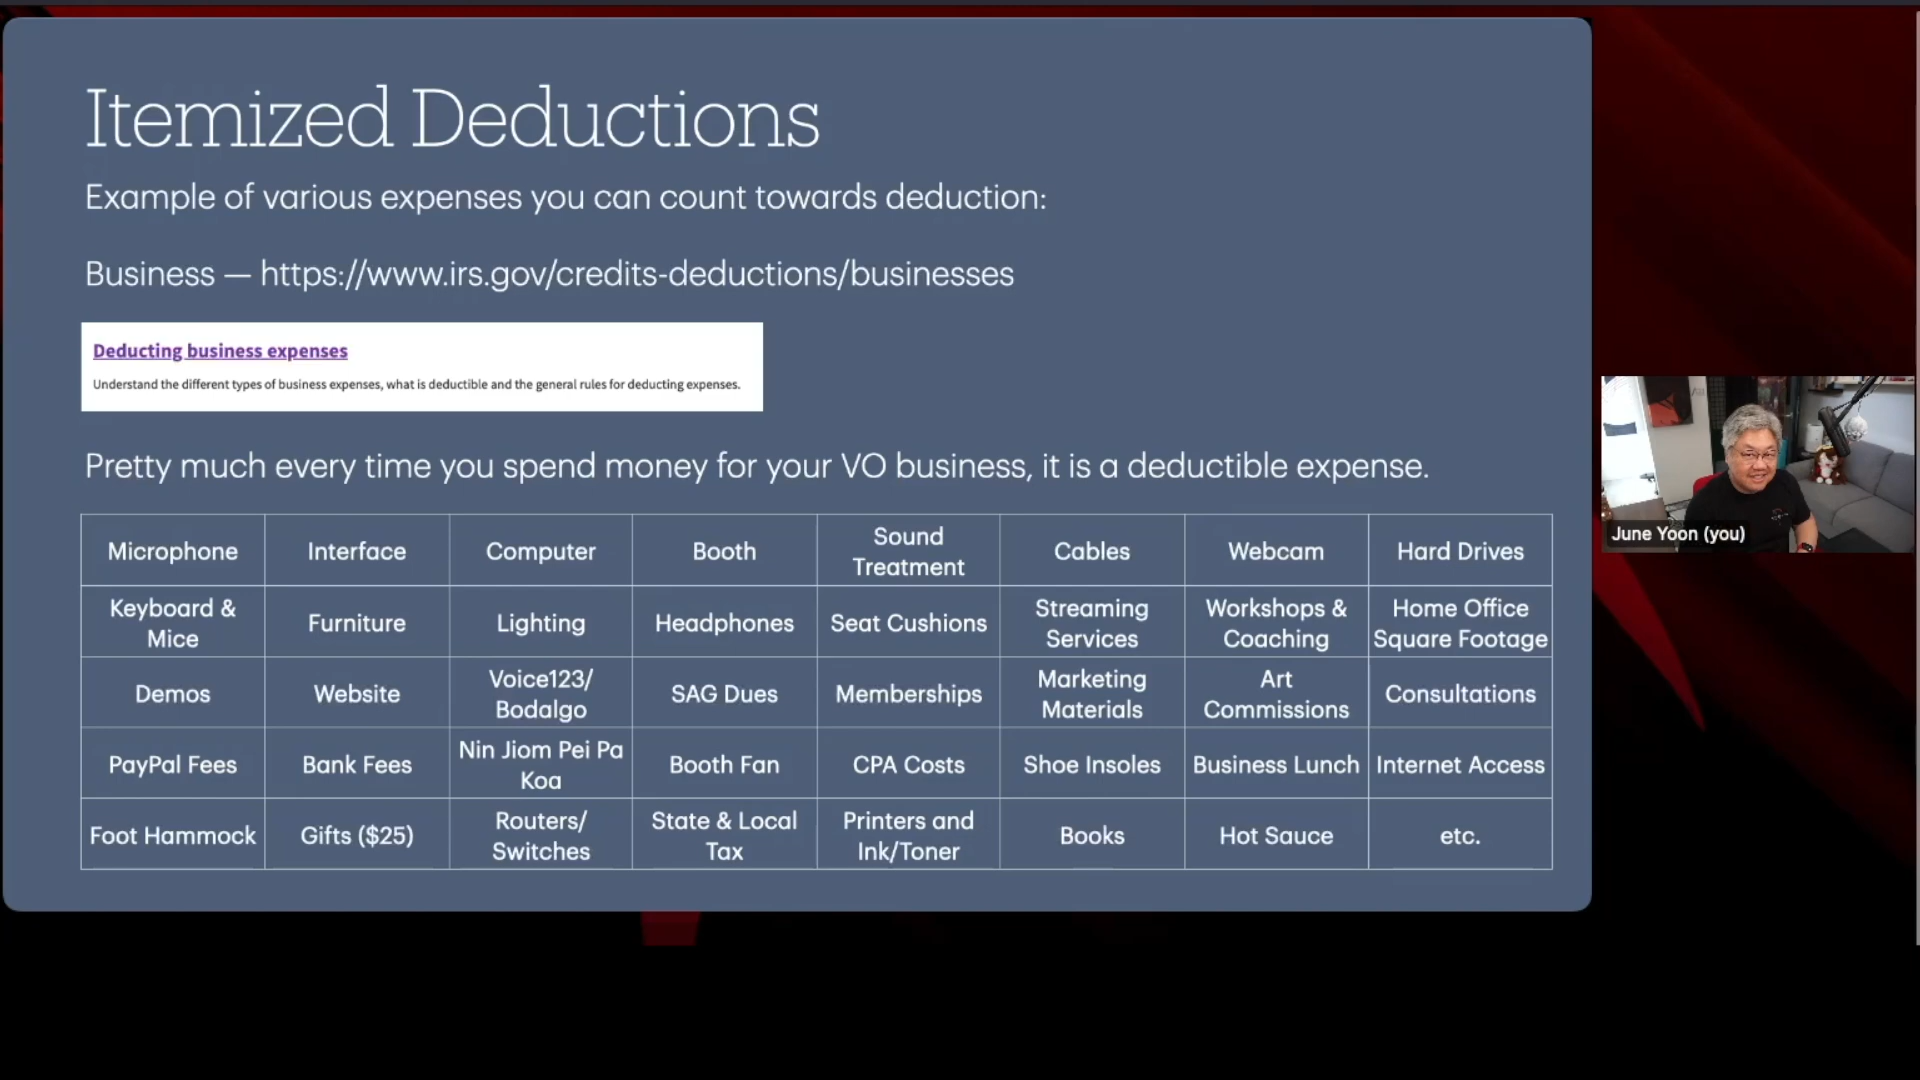 Itemized Deductions
Example of various expenses you can count towards deduction:
Business — https://www.irs.gov/credits-deductions/businesses
Deducting business expenses
Understand the different types of business expenses, what is deductible and the general rules for deducting expenses.
Pretty much every time you spend money for your VO business, it is a deductible expense.
Microphone
Interface
Computer
Booth
Sound
Treatment
Cables
Webcam
Hard Drives
Keyboard &
Mice
Furniture
Lighting
Headphones
Seat Cushions
Streaming
Services
Workshops &
Coaching
Home Office
Square Footage
Demos
Website
Voice123/
Bodalgo
SAG Dues
Memberships
Marketing
Materials
Art
Commissions
Consultations
PayPal Fees
Bank Fees
Nin Jiom Pei Pa
Koa
Booth Fan
CPA Costs
Shoe Insoles
Business Lunch
Internet Access
Foot Hammock
Gifts ($25)
Routers/
Switches
State & Local
Tax
Printers and
Ink/Toner
Books
Hot Sauce
etc.
June Yoon (you)